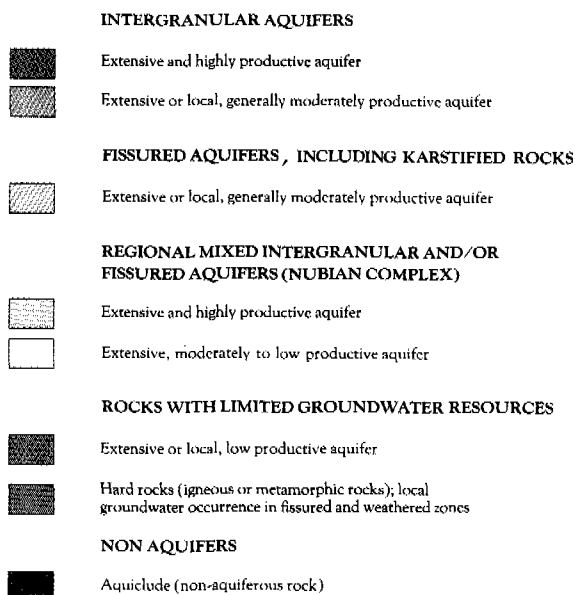 INTERGRANULAR AQUIFERS
Extensive and highly productive aquifer
Extensive or local, generally moderately productive aquifer
FISSURED AQUIFERS, INCLUDING KARSTIFIED ROCKS
Extensive or local, generally moderately productive aquifer
REGIONAL MIXED INTERGRANULAR AND/OR
FISSURED AQUIFERS (NUBIAN COMPLEX)
Extensive and highly productive aquifer
Extensive, moderately to low productive aquifer
ROCKS WITH LIMITED GROUNDWATER RESOURCES
Extensive or local, low productive aquifer
Hard rocks (igneous or metamorphic rocks); local
groundwater occurrence in fissured and weathered zones
NON AQUIFERS
Aquiclude (non-aquiferous rock)